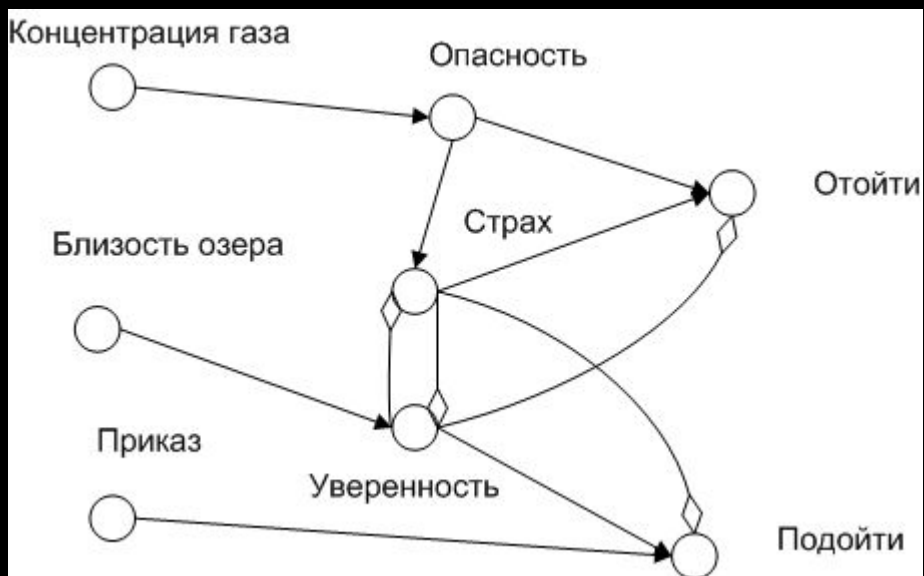 Концентрация газа
Опасность
Отойти
Страх
Близость озера
Приказ
Уверенность
Подойти